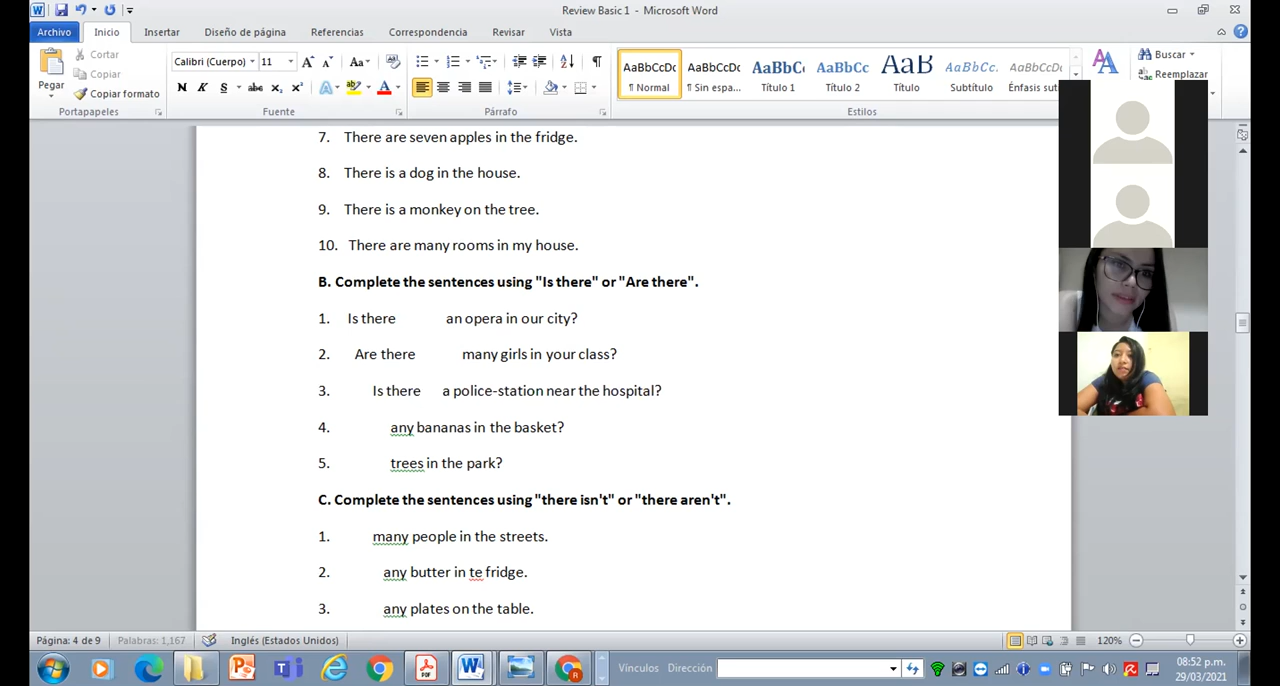 Review Basic 1 - Microsoft Word
Archivo Inicio Insertar Diseño de página Referencias Correspondencia Revisar Vista
Pegar
Cortar
Copiar
Copiar formato
Portapapeles
Calibri (Cuerpo) 11
Fuente
Párrafo
AaBbCcDc AaBbCcDc AaBbC AaBbCc AaB AaBbCc. AaBbCcDc
¶ Normal ¶ Sin espa... Título 1 Título 2 Título Subtítulo Énfasis sut
Estilos
Buscar
Reemplazar
7. There are seven apples in the fridge.
8. There is a dog in the house.
9. There is a monkey on the tree.
10. There are many rooms in my house.
B. Complete the sentences using "Is there" or "Are there".
1. Is there an opera in our city?
2. Are there many girls in your class?
3. Is there a police-station near the hospital?
4. any bananas in the basket?
5. trees in the park?
C. Complete the sentences using "there isn't" or "there aren't".
1. many people in the streets.
2. any butter in te fridge.
3. any plates on the table.
Página: 4 de 9 Palabras: 1,167 Inglés (Estados Unidos) 120%
Vínculos Dirección
08:52 p.m.
29/03/2021